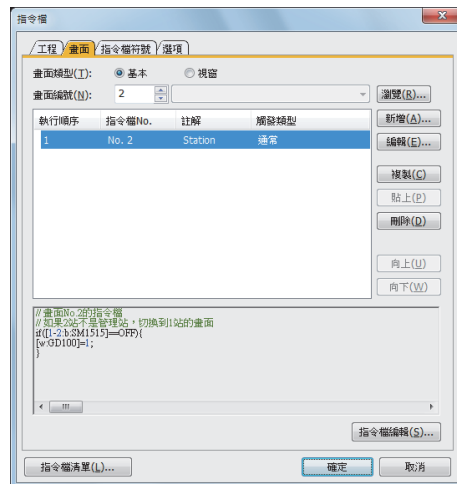 指令檔
工程 畫面 指令檔符號 選項
畫面類型(T): 基本 視窗
畫面編號(N): 2 瀏覽(R)...
執行順序 指令檔No. 註解 觸發類型 新增(A)...
1 No. 2 Station 通常 編輯(E)...
複製(C)
貼上(P)
刪除(D)
向上(U)
向下(W)
//畫面No.2的指令檔
//如果2站不是管理站，切換到1站的畫面
if([1-2:b:SM1515]==OFF){
[w:GD100]=1;
}
指令檔編輯(S)...
指令檔清單(L)... 確定 取消